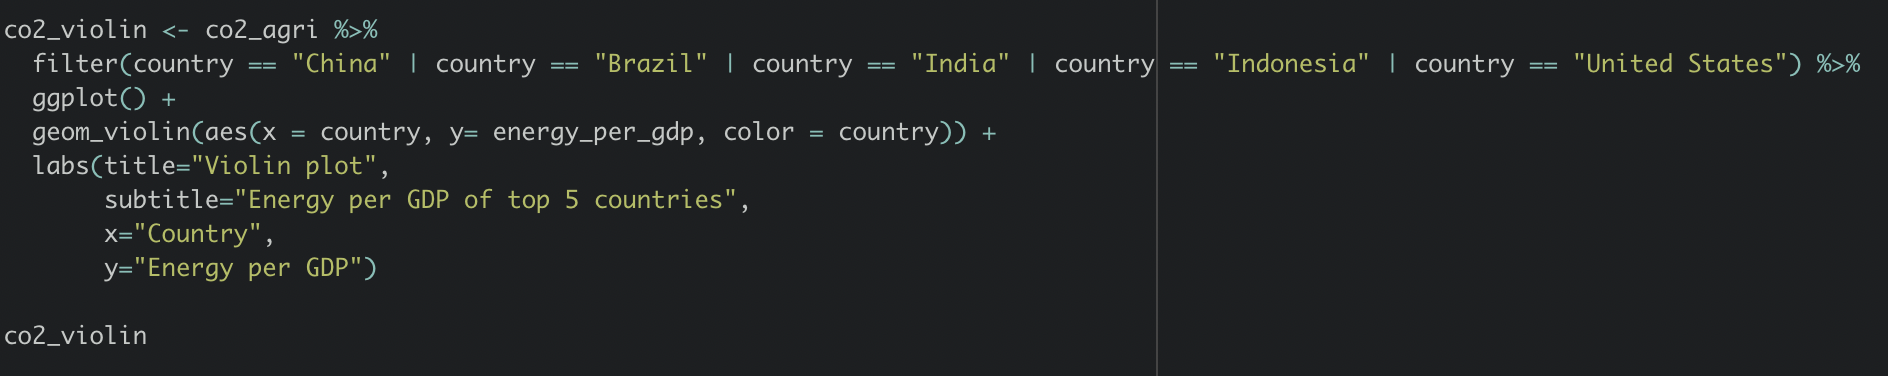 co2_violin <- co2_agri %>%
  filter(country == "China" | country == "Brazil" | country == "India" | country == "Indonesia" | country == "United States") %>%
  ggplot() +
  geom_violin(aes(x = country, y= energy_per_gdp, color = country)) +
  labs(title="Violin plot",
       subtitle="Energy per GDP of top 5 countries",
       x="Country",
       y="Energy per GDP")

co2_violin